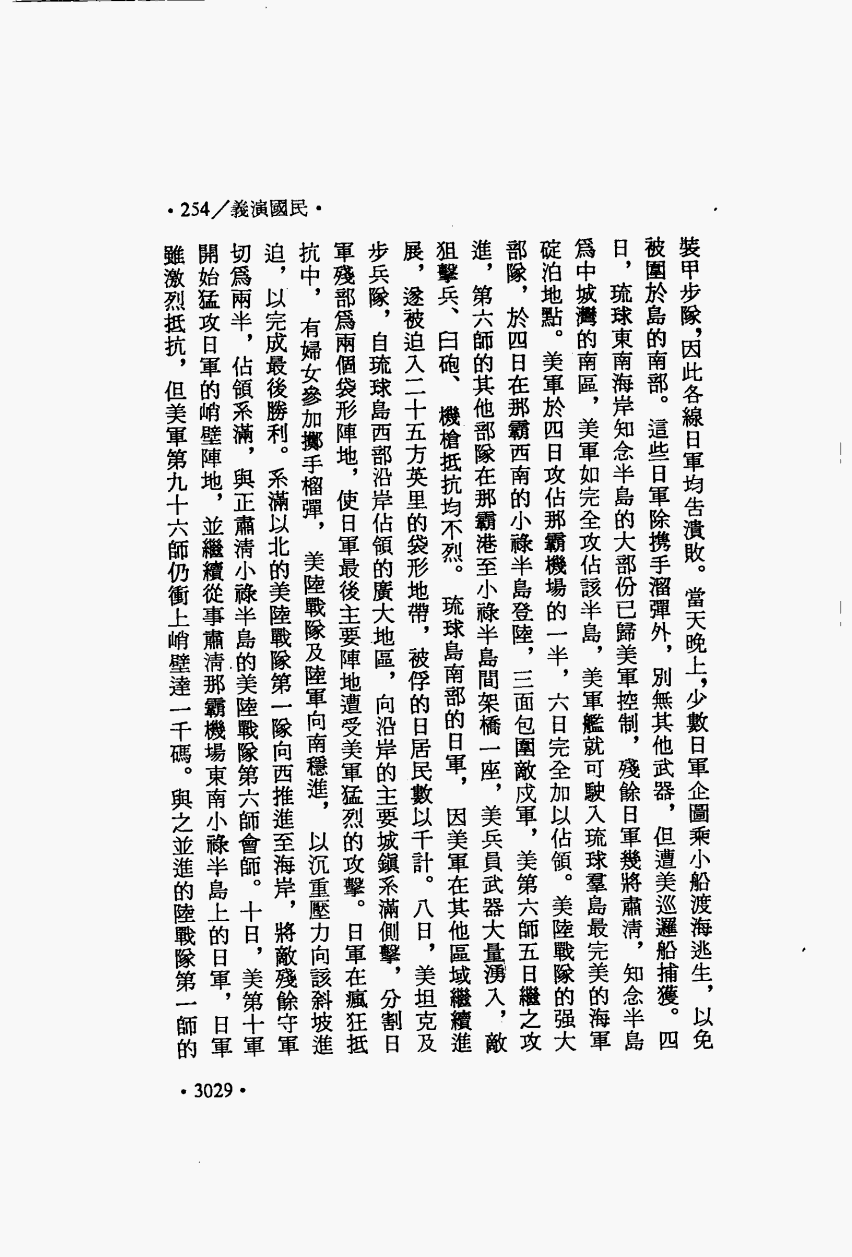 •254／義演國民•
裝甲步隊，因此各線日軍均告潰敗。當天晚上，少數日軍企圖乘小船渡海逃生，以免
被圍於島的南部。這些日軍除携手溜彈外，別無其他武器，但遭美巡邏船捕獲。四
日，琉球東南海岸知念半島的大部份已歸美軍控制，殘餘日軍幾將肅清，知念半島
爲中城灣的南區，美軍如完全攻佔該半島，美軍艦就可駛入琉球羣島最完美的海軍
碇泊地點。美軍於四日攻佔那霸機場的一半，六日完全加以佔領。美陸戰隊的强大
部隊，於四日在那霸西南的小祿半島登陸，三面包圍敵戍軍，美第六師五日繼之攻
進，第六師的其他部隊在那霸港至小祿半島間架橋一座，美兵員武器大量湧入，敵
狙擊兵、臼砲、機槍抵抗均不烈。琉球島南部的日軍，因美軍在其他區域繼續進
展，遂被迫入二十五方英里的袋形地帶，被俘的日居民數以千計。八日，美坦克及
步兵隊，自琉球島西部沿岸佔領的廣大地區，向沿岸的主要城鎭系滿側擊，分割日
軍殘部爲兩個袋形陣地，使日軍最後主要陣地遭受美軍猛烈的攻擊。日軍在瘋狂抵
抗中，有婦女參加擲手榴彈，美陸戰隊及陸軍向南穩進，以沉重壓力向該斜坡進
迫，以完成最後勝利。系滿以北的美陸戰隊第一隊向西推進至海岸，將敵殘餘守軍
切爲兩半，佔領系滿，與正肅清小祿半島的美陸戰隊第六師會師。十日，美第十軍
開始猛攻日軍的峭壁陣地，並繼續從事肅清那霸機場東南小祿半島上的日軍，日軍
雖激烈抵抗，但美軍第九十六師仍衝上峭壁達一千碼。與之並進的陸戰隊第一師的
•3029•